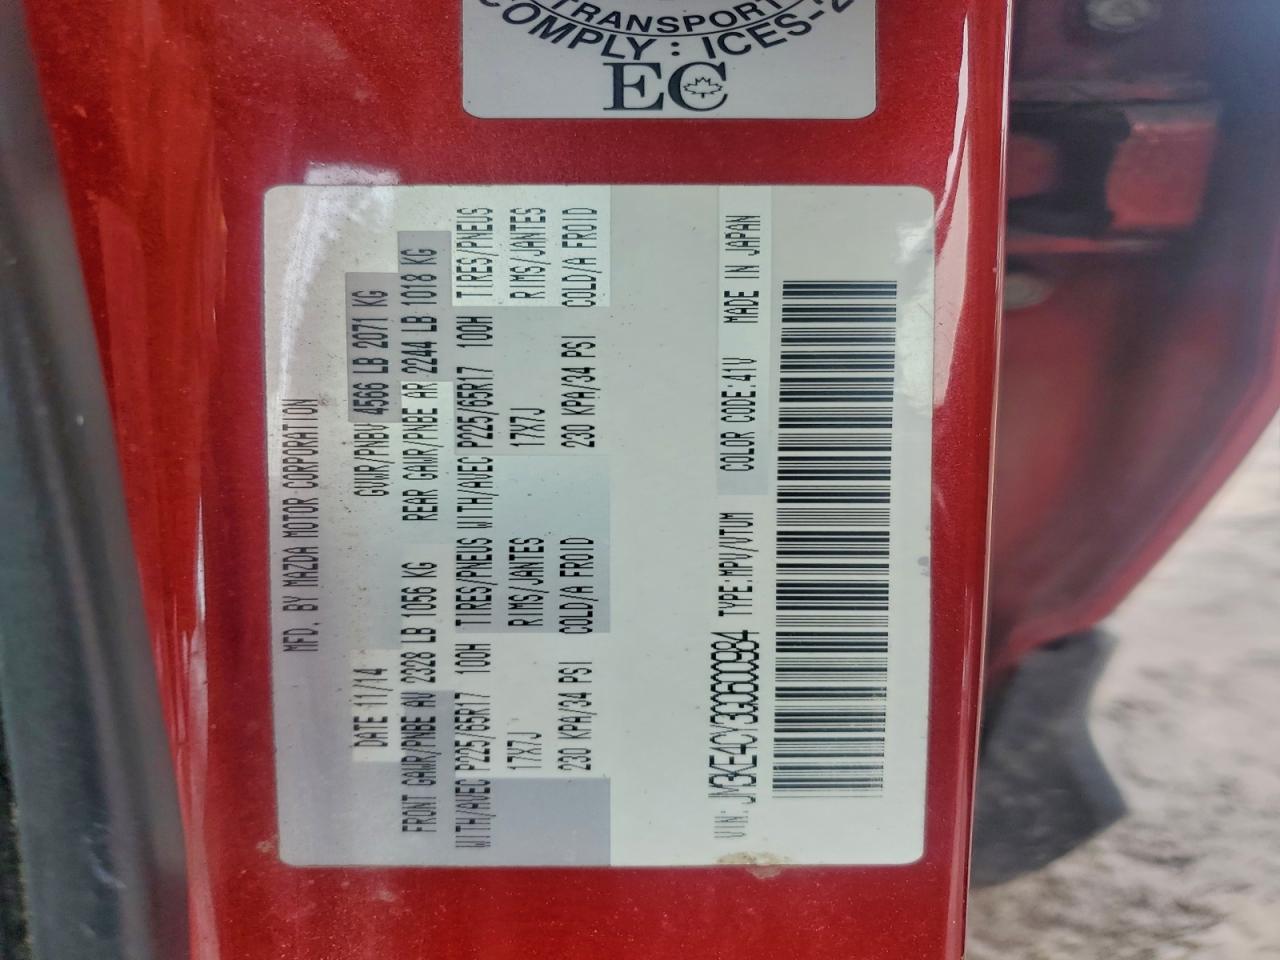 TRANSPORT
COMPLY : ICES-2
EC
MFD. BY MAZDA MOTOR CORPORATION
DATE 11/14 GVWR/PNBV 4566 LB 2071 KG
FRONT GAWR/PNBE AV 2328 LB 1056 KG REAR GAWR/PNBE AR 2244 LB 1018 KG
WITH/AVEC P225/65R17 100H TIRES/PNEUS WITH/AVEC P225/65R17 100H TIRES/PNEUS
17X7J RIMS/JANTES 17X7J RIMS/JANTES
230 KPA/34 PSI COLD/A FROID 230 KPA/34 PSI COLD/A FROID
VIN: JM3KE4CY3G0600984 TYPE:MPV/VTUM COLOR CODE:41V MADE IN JAPAN